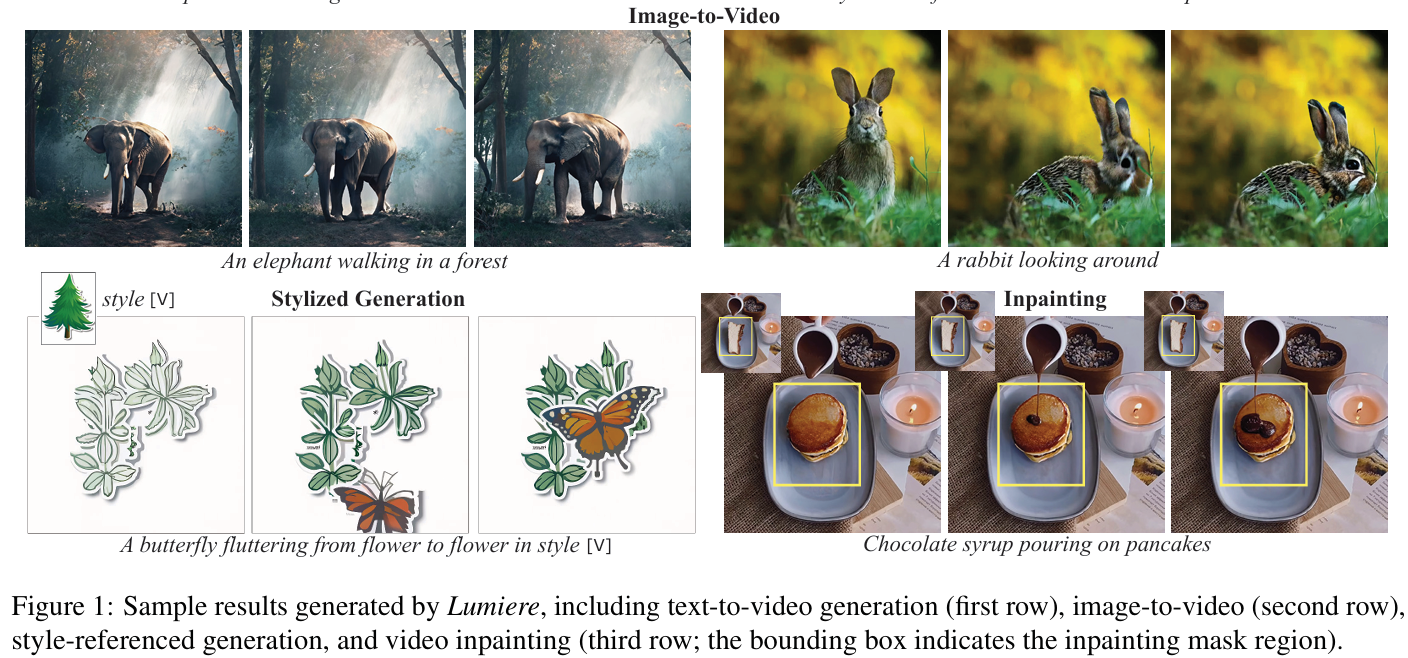 Image-to-Video
An elephant walking in a forest
A rabbit looking around
style [V]
Stylized Generation
Inpainting
A butterfly fluttering from flower to flower in style [V]
Chocolate syrup pouring on pancakes
Figure 1: Sample results generated by Lumiere, including text-to-video generation (first row), image-to-video (second row),
style-referenced generation, and video inpainting (third row; the bounding box indicates the inpainting mask region).